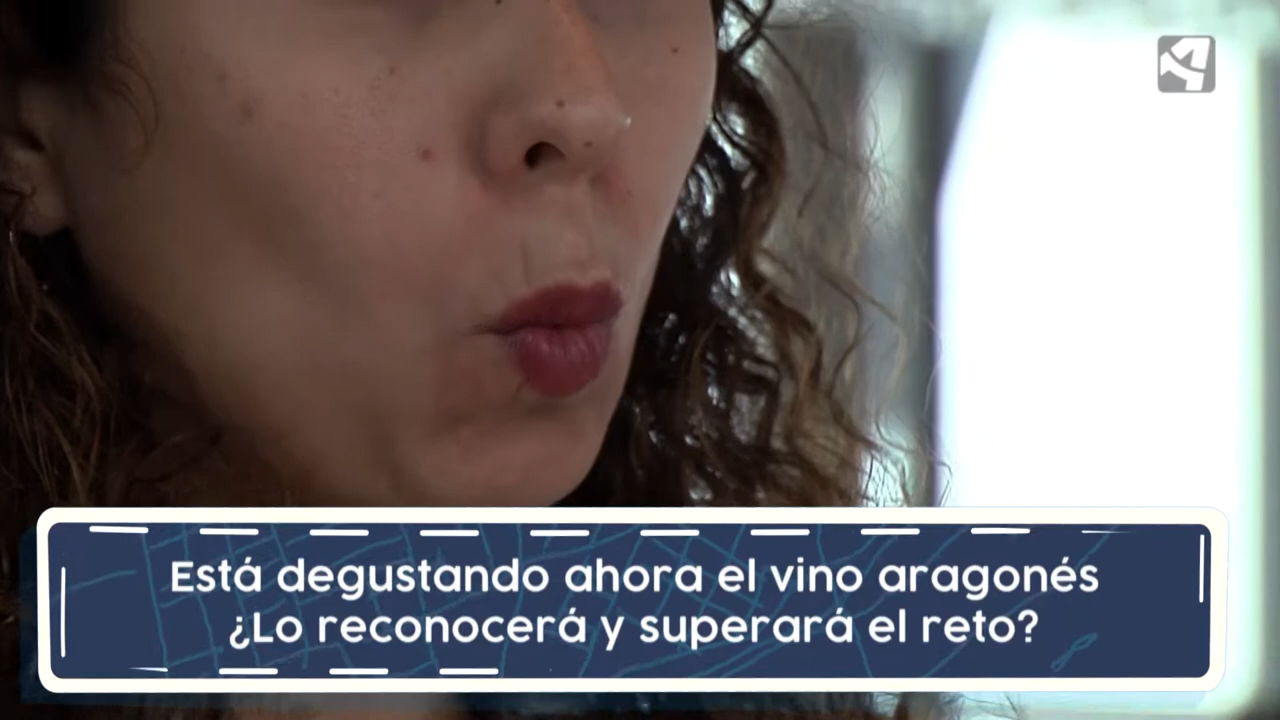 Está degustando ahora el vino aragonés
¿Lo reconocerá y superará el reto?